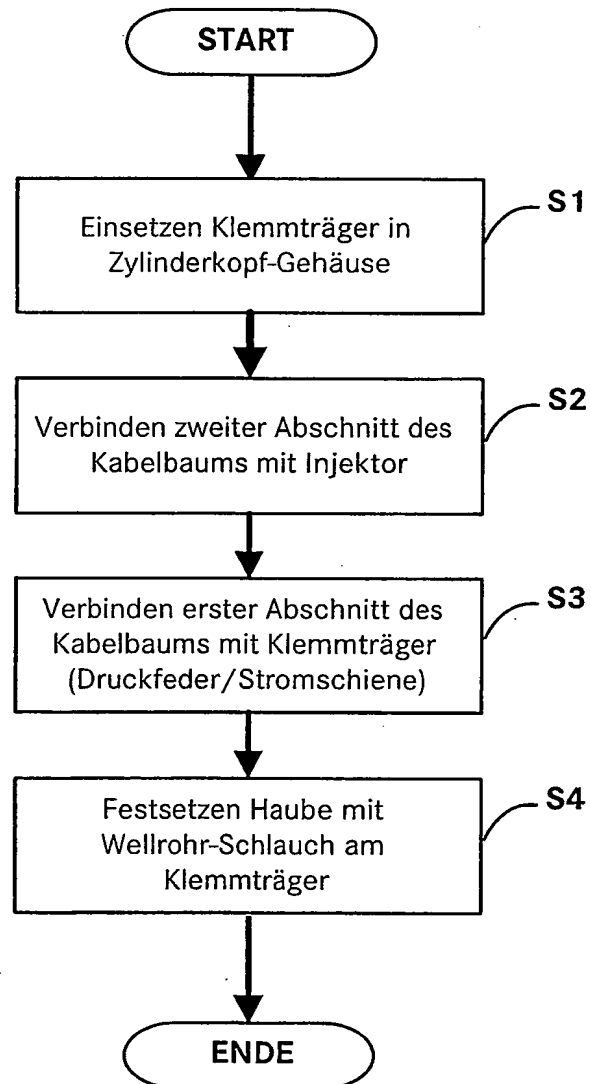 START
S1
Einsetzen Klemmträger in
Zylinderkopf-Gehäuse
S2
Verbinden zweiter Abschnitt des
Kabelbaums mit Injektor
S3
Verbinden erster Abschnitt des
Kabelbaums mit Klemmträger
(Druckfeder/Stromschiene)
S4
Festsetzen Haube mit
Wellrohr-Schlauch am
Klemmträger
ENDE